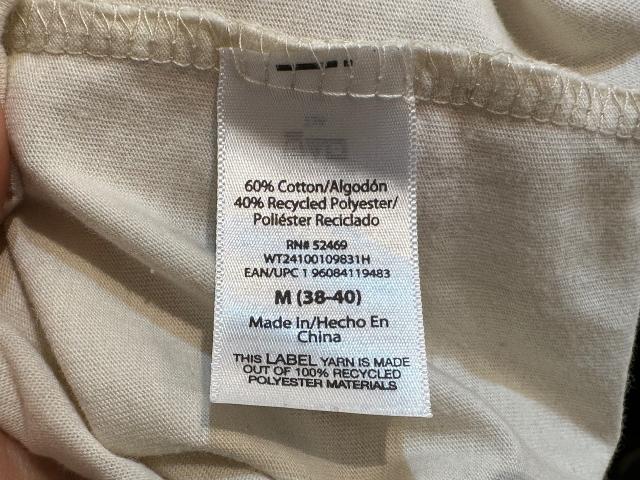 60% Cotton/Algodón
40% Recycled Polyester/
Poliéster Reciclado
RN# 52469
WT24100109831H
EAN/UPC 1 96084119483
M (38-40)
Made In/Hecho En
China
THIS LABEL YARN IS MADE
OUT OF 100% RECYCLED
POLYESTER MATERIALS